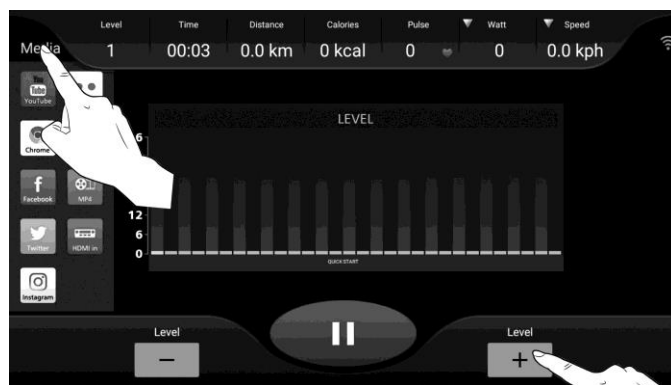 Level Time Distance Calories Pulse Watt Speed
Media 1 00:03 0.0 km 0 kcal 0 0 0.0 kph
You Tube
YouTube
LEVEL
6
Chrome
Facebook MP4
12
6
Twitter HDMI in
0
QUICK START
Instagram
Level Level
− +